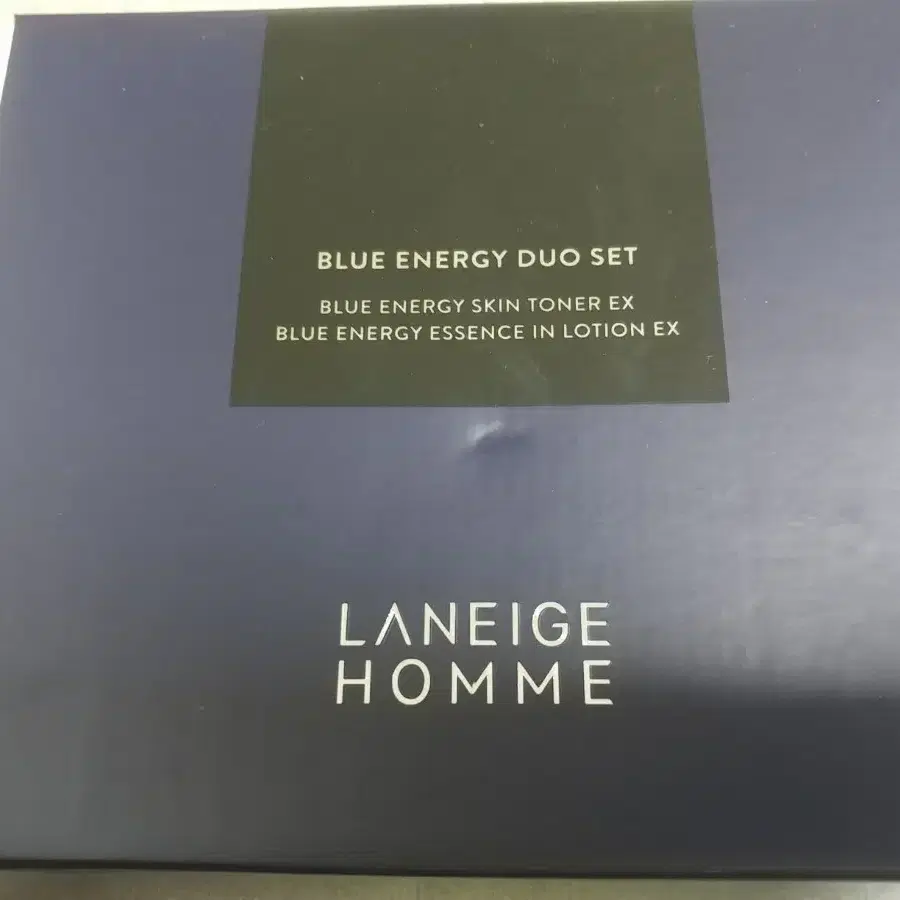 BLUE ENERGY DUO SET
BLUE ENERGY SKIN TONER EX
BLUE ENERGY ESSENCE IN LOTION EX
LANEIGE
HOMME